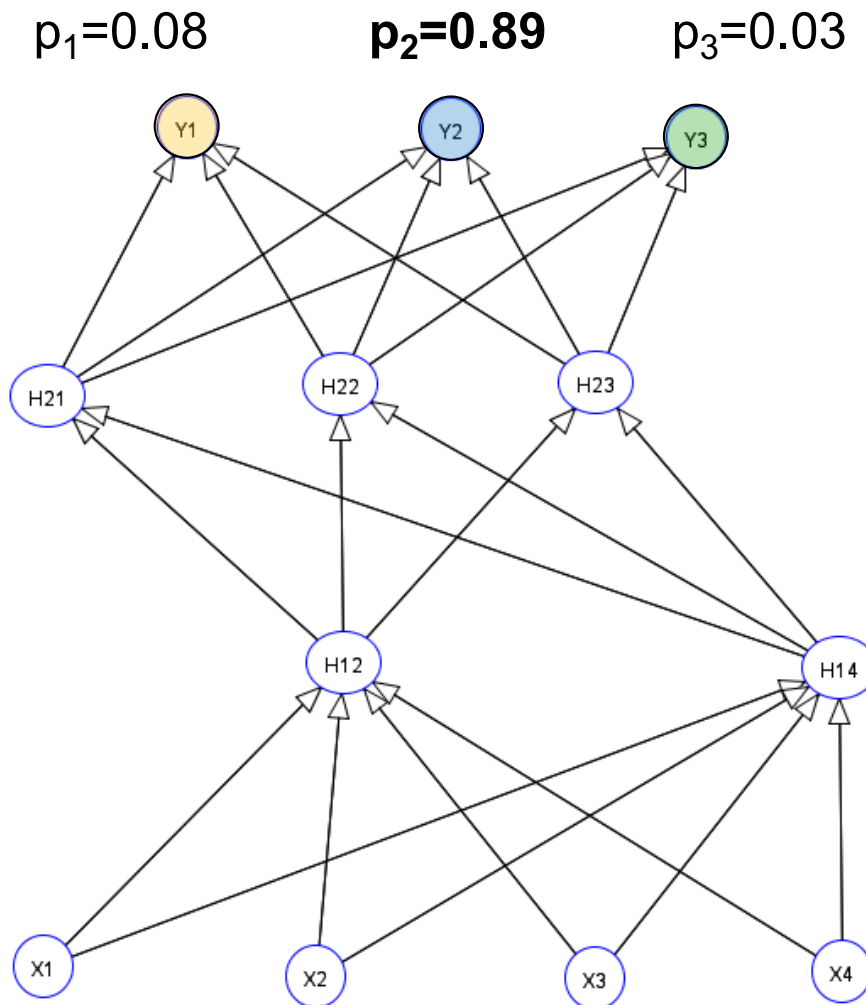 p₁=0.08 p₂=0.89 p₃=0.03
Y1 Y2 Y3
H21 H22 H23
H12 H14
X1 X2 X3 X4